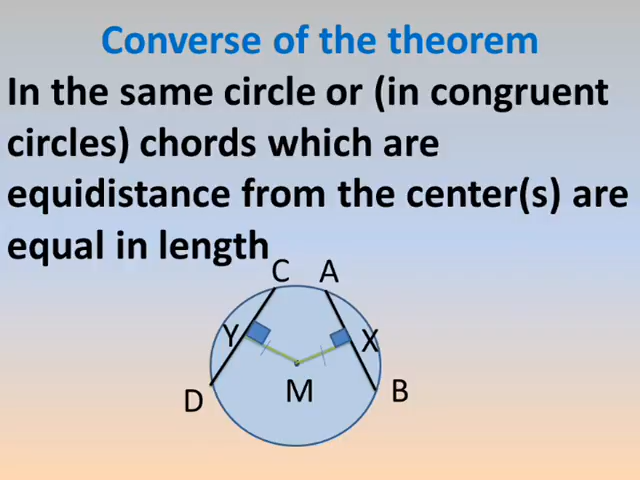 Converse of the theorem
In the same circle or (in congruent
circles) chords which are
equidistance from the center(s) are
equal in length
C A
Y X
D M B